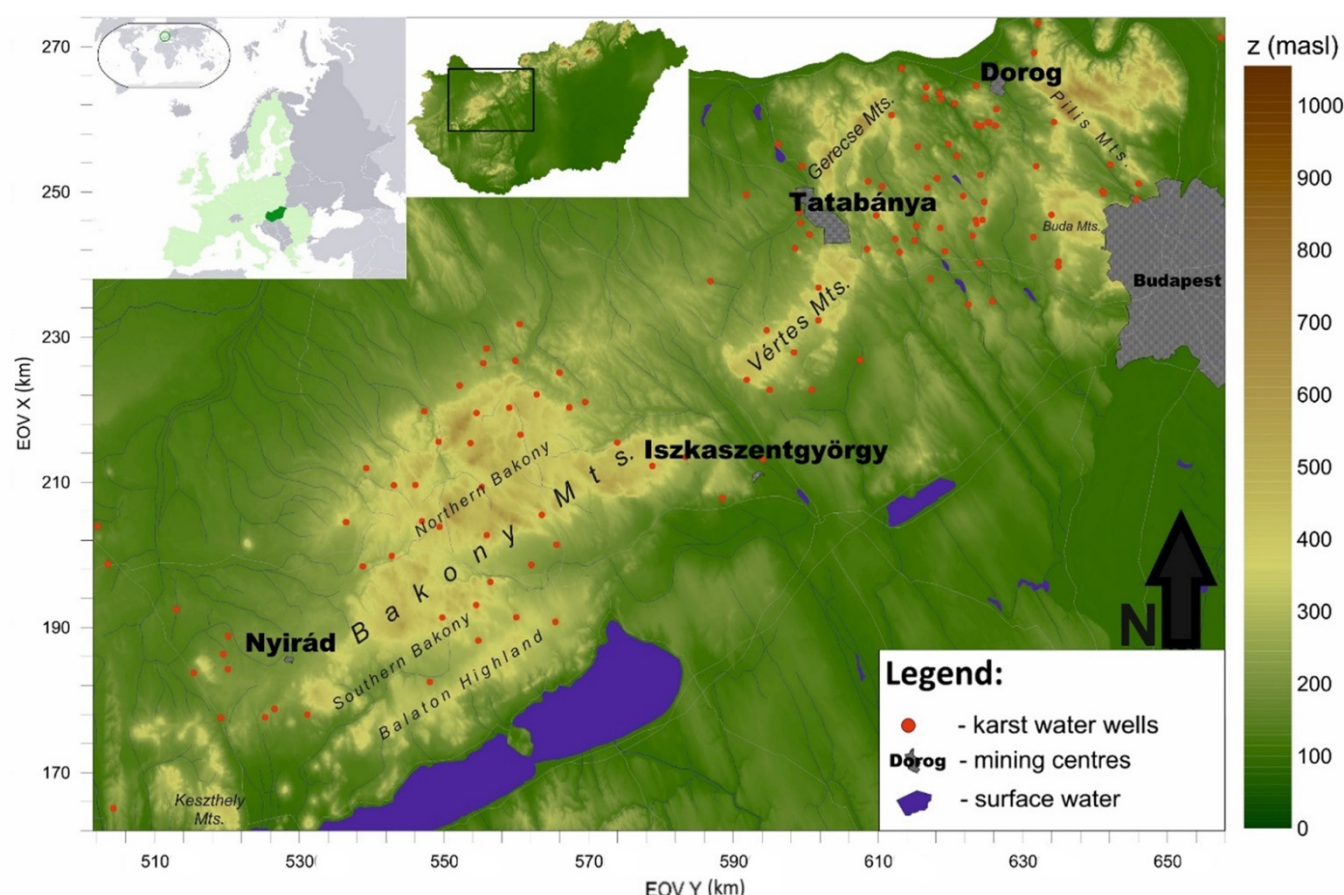 z (masl)
270
250
230
210
190
170
EOV X (km)
510
530
550
570
590
610
630
650
EOV Y (km)
1000
900
800
700
600
500
400
300
200
100
0
Dorog
Pilis Mts.
Gerecse Mts.
Tatabánya
Buda Mts.
Budapest
Vértes Mts.
Iszkaszentgyörgy
Northern Bakony
Bakony Mts.
Nyirád
Southern Bakony
Balaton Highland
Keszthely
Mts.
N
Legend:
- karst water wells
Dorog - mining centres
- surface water